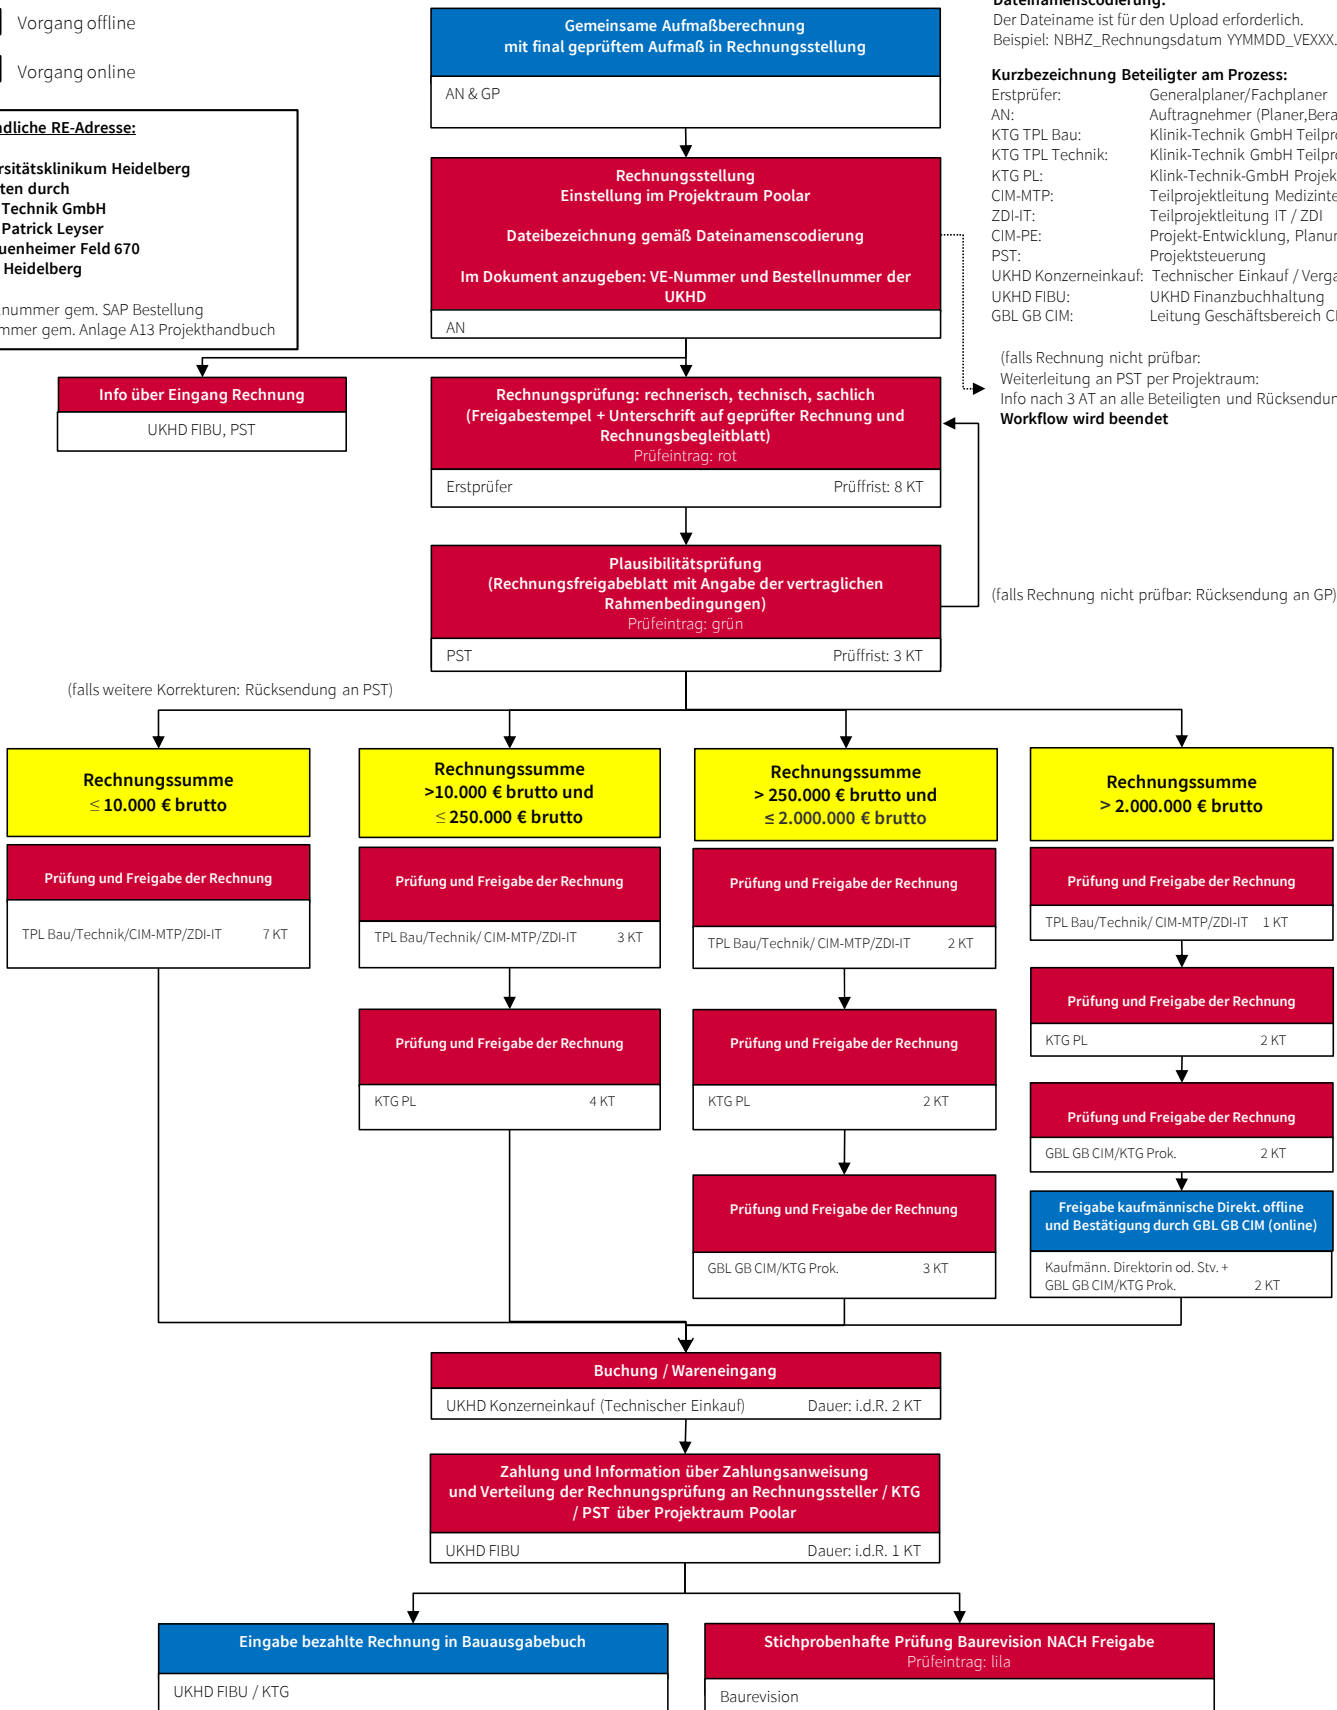 Vorgang offline
Vorgang online
ndliche RE-Adresse:
rsitätsklinikum Heidelberg
ten durch
Technik GmbH
Patrick Leyser
uenheimer Feld 670
Heidelberg
nummer gem. SAP Bestellung
mmer gem. Anlage A13 Projekthandbuch
Gemeinsame Aufmaßberechnung
mit final geprüftem Aufmaß in Rechnungsstellung
AN & GP
Dateinamenscodierung:
Der Dateiname ist für den Upload erforderlich.
Beispiel: NBHZ_Rechnungsdatum YYMMDD_VEXXX.
Kurzbezeichnung Beteiligter am Prozess:
Erstprüfer: Generalplaner/Fachplaner
AN: Auftragnehmer (Planer,Bera
KTG TPL Bau: Klinik-Technik GmbH Teilpro
KTG TPL Technik: Klinik-Technik GmbH Teilpro
KTG PL: Klink-Technik-GmbH Projek
CIM-MTP: Teilprojektleitung Medizinte
ZDI-IT: Teilprojektleitung IT / ZDI
CIM-PE: Projekt-Entwicklung, Planun
PST: Projektsteuerung
UKHD Konzerneinkauf: Technischer Einkauf / Verga
UKHD FIBU: UKHD Finanzbuchhaltung
GBL GB CIM: Leitung Geschäftsbereich CI
Rechnungsstellung
Einstellung im Projektraum Poolar
Dateibezeichnung gemäß Dateinamenscodierung
Im Dokument anzugeben: VE-Nummer und Bestellnummer der
UKHD
AN
(falls Rechnung nicht prüfbar:
Weiterleitung an PST per Projektraum:
Info nach 3 AT an alle Beteiligten und Rücksendun
Workflow wird beendet
Info über Eingang Rechnung
UKHD FIBU, PST
Rechnungsprüfung: rechnerisch, technisch, sachlich
(Freigabestempel + Unterschrift auf geprüfter Rechnung und
Rechnungsbegleitblatt)
Prüfeintrag: rot
Erstprüfer Prüffrist: 8 KT
Plausibilitätsprüfung
(Rechnungsfreigabeblatt mit Angabe der vertraglichen
Rahmenbedingungen)
Prüfeintrag: grün
PST Prüffrist: 3 KT
(falls Rechnung nicht prüfbar: Rücksendung an GP)
(falls weitere Korrekturen: Rücksendung an PST)
Rechnungssumme
≤ 10.000 € brutto
Prüfung und Freigabe der Rechnung
TPL Bau/Technik/CIM-MTP/ZDI-IT 7 KT
Rechnungssumme
>10.000 € brutto und
≤ 250.000 € brutto
Prüfung und Freigabe der Rechnung
TPL Bau/Technik/ CIM-MTP/ZDI-IT 3 KT
Prüfung und Freigabe der Rechnung
KTG PL 4 KT
Rechnungssumme
> 250.000 € brutto und
≤ 2.000.000 € brutto
Prüfung und Freigabe der Rechnung
TPL Bau/Technik/ CIM-MTP/ZDI-IT 2 KT
Prüfung und Freigabe der Rechnung
KTG PL 2 KT
Prüfung und Freigabe der Rechnung
GBL GB CIM/KTG Prok. 3 KT
Rechnungssumme
> 2.000.000 € brutto
Prüfung und Freigabe der Rechnung
TPL Bau/Technik/ CIM-MTP/ZDI-IT 1 KT
Prüfung und Freigabe der Rechnung
KTG PL 2 KT
Prüfung und Freigabe der Rechnung
GBL GB CIM/KTG Prok. 2 KT
Freigabe kaufmännische Direkt. offline
und Bestätigung durch GBL GB CIM (online)
Kaufmänn. Direktorin od. Stv. +
GBL GB CIM/KTG Prok. 2 KT
Buchung / Wareneingang
UKHD Konzerneinkauf (Technischer Einkauf) Dauer: i.d.R. 2 KT
Zahlung und Information über Zahlungsanweisung
und Verteilung der Rechnungsprüfung an Rechnungssteller / KTG
/ PST über Projektraum Poolar
UKHD FIBU Dauer: i.d.R. 1 KT
Eingabe bezahlte Rechnung in Bauausgabebuch
UKHD FIBU / KTG
Stichprobenhafte Prüfung Baurevision NACH Freigabe
Prüfeintrag: lila
Baurevision